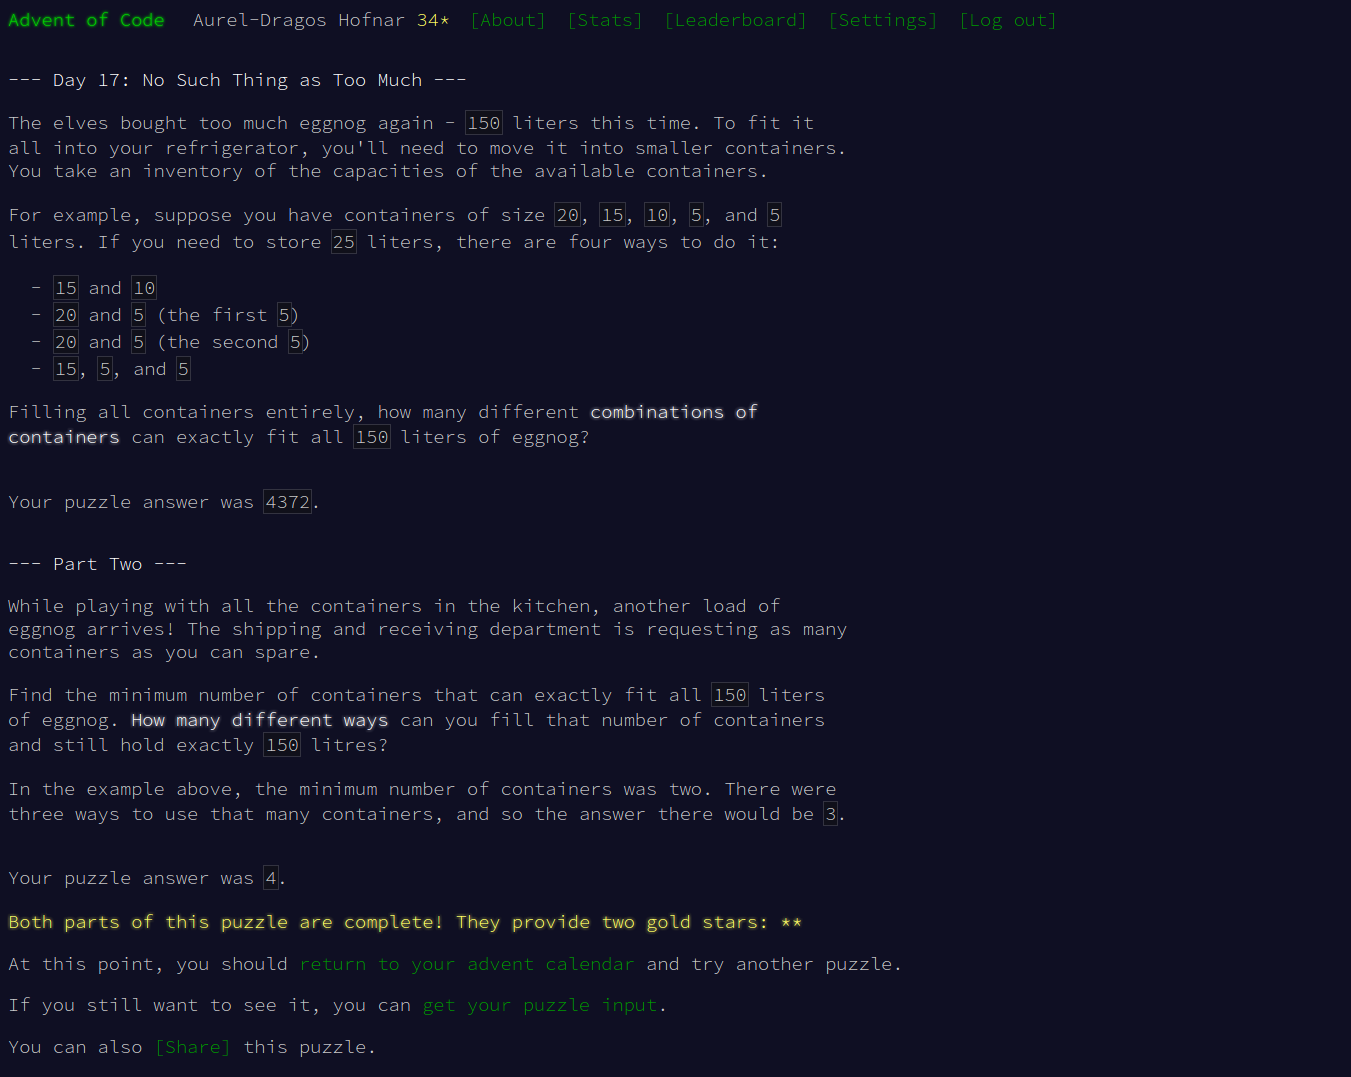 Advent of Code Aurel-Dragos Hofnar 34* [About] [Stats] [Leaderboard] [Settings] [Log out]
--- Day 17: No Such Thing as Too Much ---
The elves bought too much eggnog again - 150 liters this time. To fit it
all into your refrigerator, you'll need to move it into smaller containers.
You take an inventory of the capacities of the available containers.
For example, suppose you have containers of size 20, 15, 10, 5, and 5
liters. If you need to store 25 liters, there are four ways to do it:
- 15 and 10
- 20 and 5 (the first 5)
- 20 and 5 (the second 5)
- 15, 5, and 5
Filling all containers entirely, how many different combinations of
containers can exactly fit all 150 liters of eggnog?
Your puzzle answer was 4372.
--- Part Two ---
While playing with all the containers in the kitchen, another load of
eggnog arrives! The shipping and receiving department is requesting as many
containers as you can spare.
Find the minimum number of containers that can exactly fit all 150 liters
of eggnog. How many different ways can you fill that number of containers
and still hold exactly 150 litres?
In the example above, the minimum number of containers was two. There were
three ways to use that many containers, and so the answer there would be 3.
Your puzzle answer was 4.
Both parts of this puzzle are complete! They provide two gold stars: **
At this point, you should return to your advent calendar and try another puzzle.
If you still want to see it, you can get your puzzle input.
You can also [Share] this puzzle.